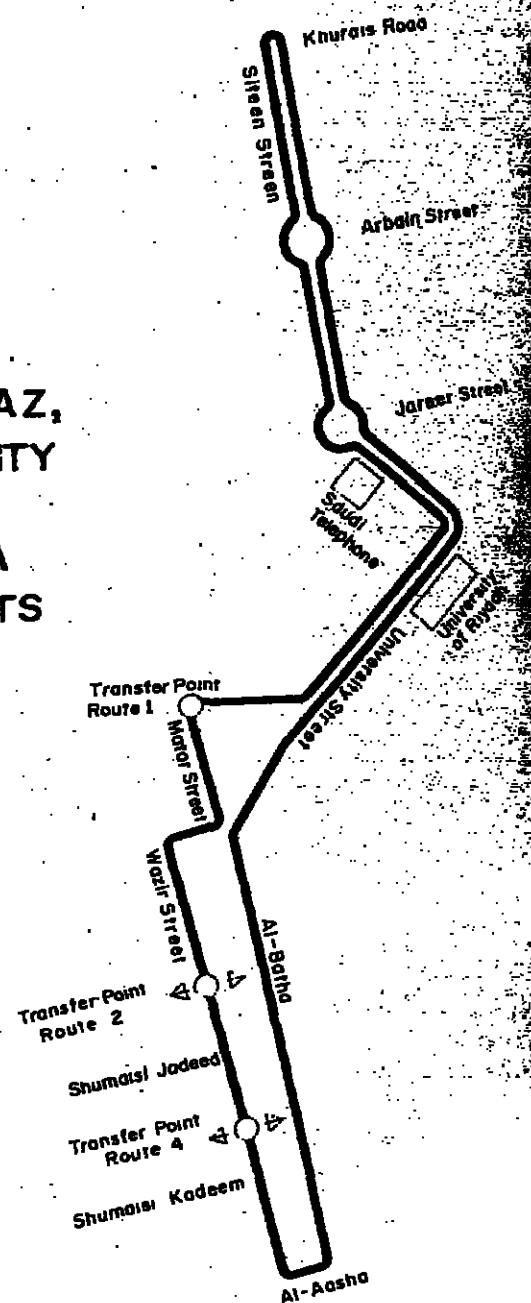 Khurais Road
Siteen Streen
Arbain Street
AZ,
ITY
A
TS
Jareer Street
Saudi
Telephone
University
of Riyadh
University Street
Transfer Point
Route 1
Matar Street
Wazir Street
Al-Batha
Transfer Point
Route 2
Shumaisi Jadeed
Transfer Point
Route 4
Shumaisi Kadeem
Al-Aasha